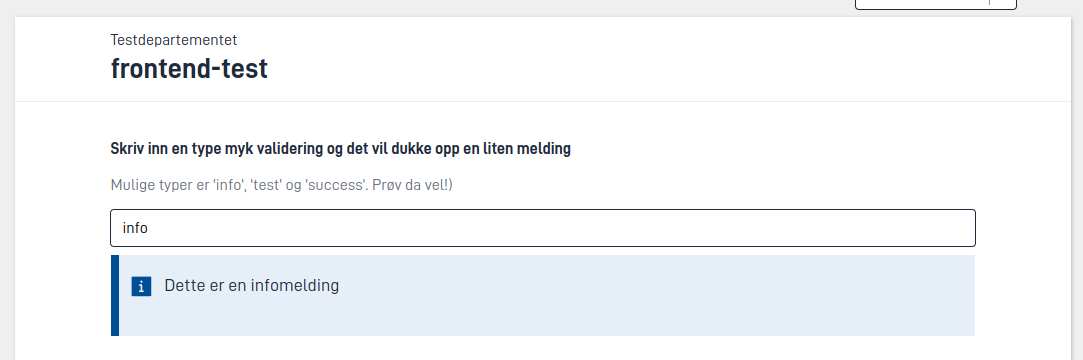 Testdepartementet
frontend-test
Skriv inn en type myk validering og det vil dukke opp en liten melding
Mulige typer er 'info', 'test' og 'success'. Prøv da vel!)
info
Dette er en infomelding